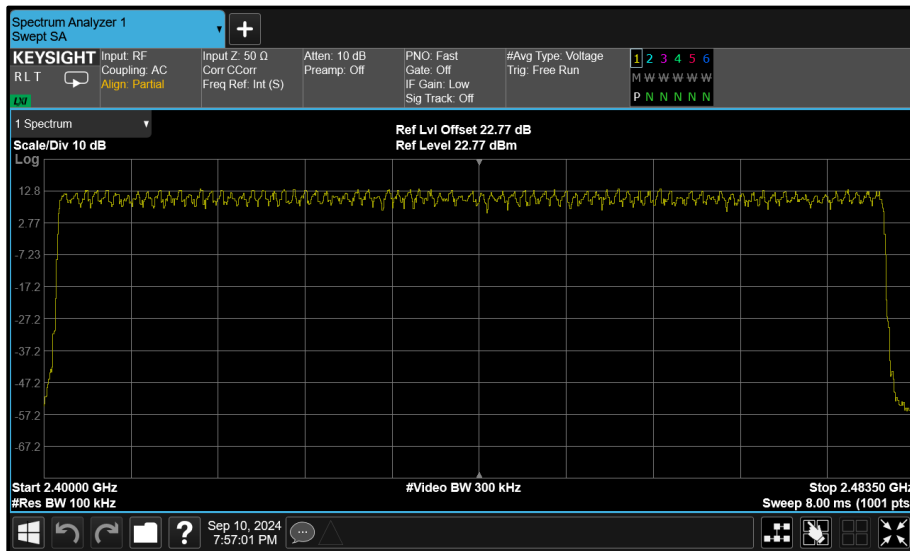 Spectrum Analyzer 1
Swept SA
+
KEYSIGHT
R L T
LXI
Input: RF
Coupling: AC
Align: Partial
Input Z: 50 Ω
Corr CCorr
Freq Ref: Int (S)
Atten: 10 dB
Preamp: Off
PNO: Fast
Gate: Off
IF Gain: Low
Sig Track: Off
#Avg Type: Voltage
Trig: Free Run
1 2 3 4 5 6
M W W W W W
P N N N N N
1 Spectrum
Scale/Div 10 dB
Ref Lvl Offset 22.77 dB
Ref Level 22.77 dBm
Log
12.8
2.77
-7.23
-17.2
-27.2
-37.2
-47.2
-57.2
-67.2
Start 2.40000 GHz
#Res BW 100 kHz
#Video BW 300 kHz
Stop 2.48350 GHz
Sweep 8.00 ms (1001 pts
?
Sep 10, 2024
7:57:01 PM